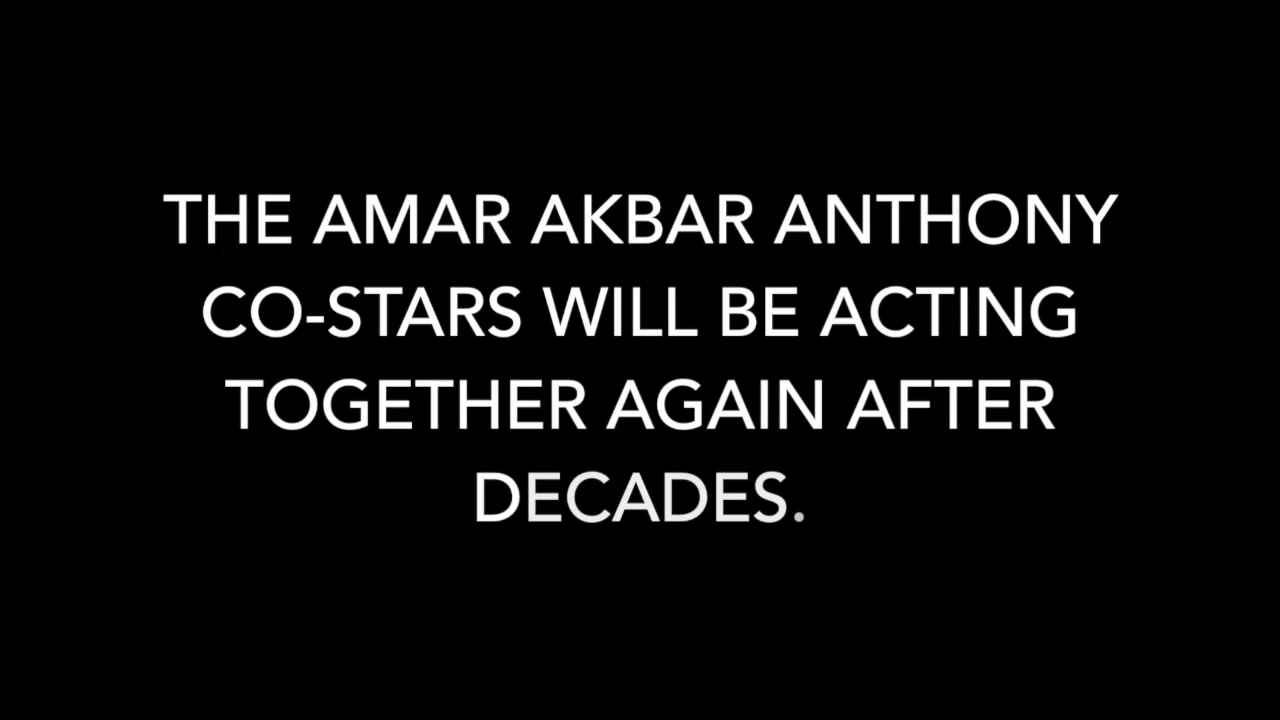 THE AMAR AKBAR ANTHONY
CO-STARS WILL BE ACTING
TOGETHER AGAIN AFTER
DECADES.